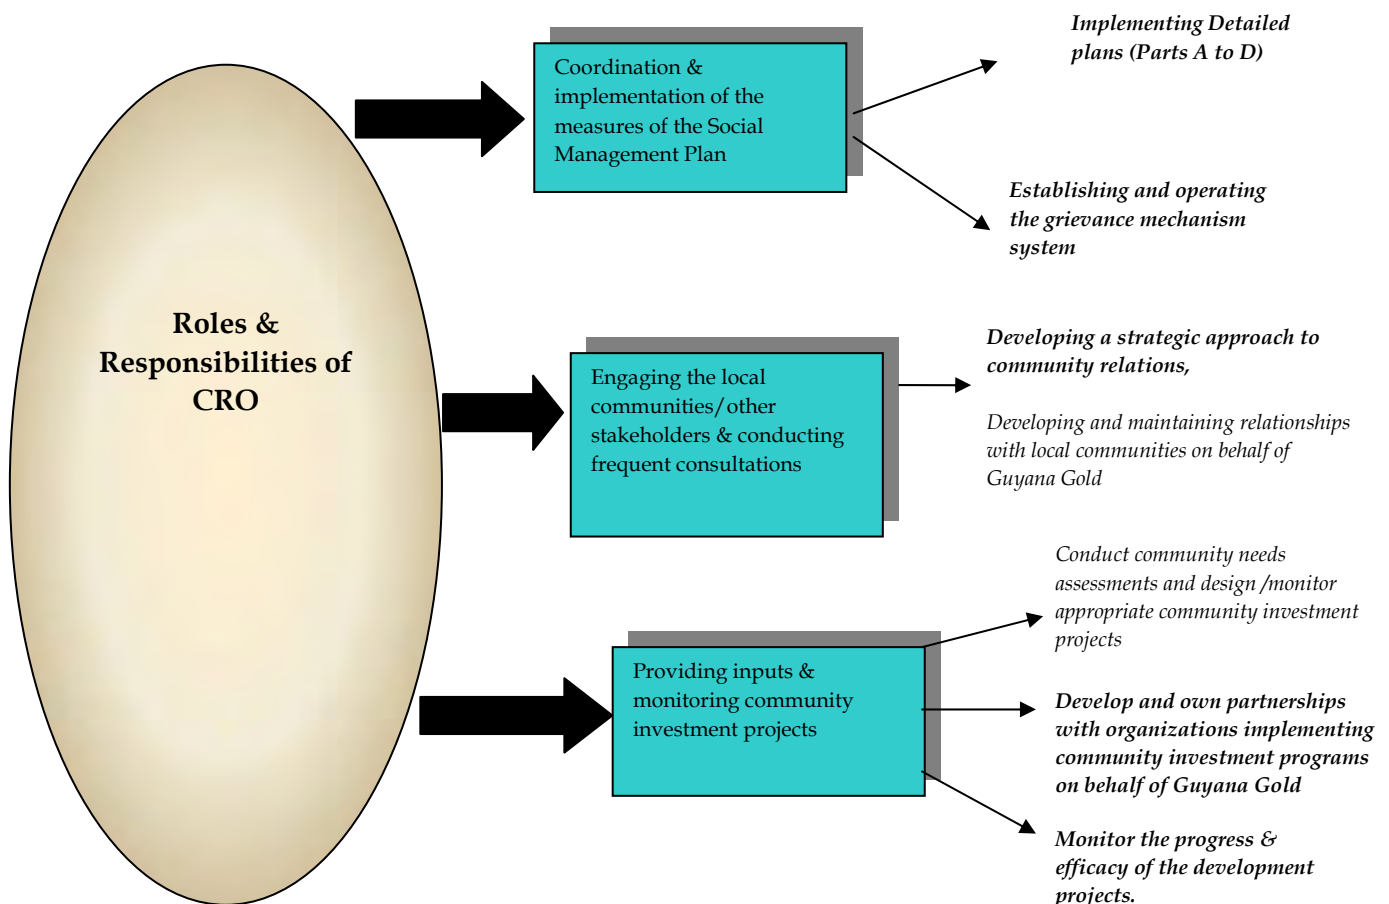 Roles &
Responsibilities of
CRO
Coordination &
implementation of the
measures of the Social
Management Plan
Implementing Detailed
plans (Parts A to D)
Establishing and operating
the grievance mechanism
system
Engaging the local
communities/other
stakeholders & conducting
frequent consultations
Developing a strategic approach to
community relations,
Developing and maintaining relationships
with local communities on behalf of
Guyana Gold
Providing inputs &
monitoring community
investment projects
Conduct community needs
assessments and design /monitor
appropriate community investment
projects
Develop and own partnerships
with organizations implementing
community investment programs
on behalf of Guyana Gold
Monitor the progress &
efficacy of the development
projects.